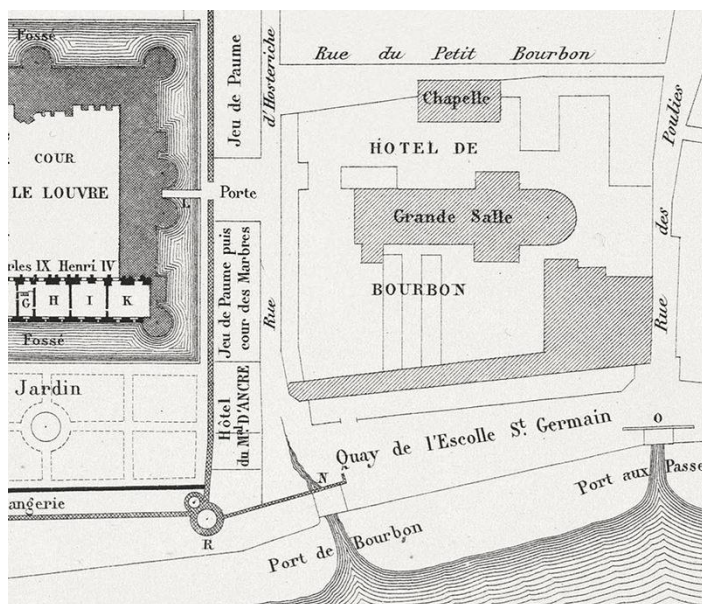 Fossé
Jeu de Paume
d'Hosteriche
Rue du Petit Bourbon
Poulies
Chapelle
COUR
HOTEL DE
LE LOUVRE
L
Porte
Grande Salle
des
rles IX Henri IV
Jeu de Paume puis
cour des Marbres
BOURBON
G
H
I
K
Rue
Rue
Fossé
Jardin
Hôtel
du Mal D'ANCRE
Quay de l'Escolle St. Germain
O
N
Port aux Passe
angerie
R
Port de Bourbon